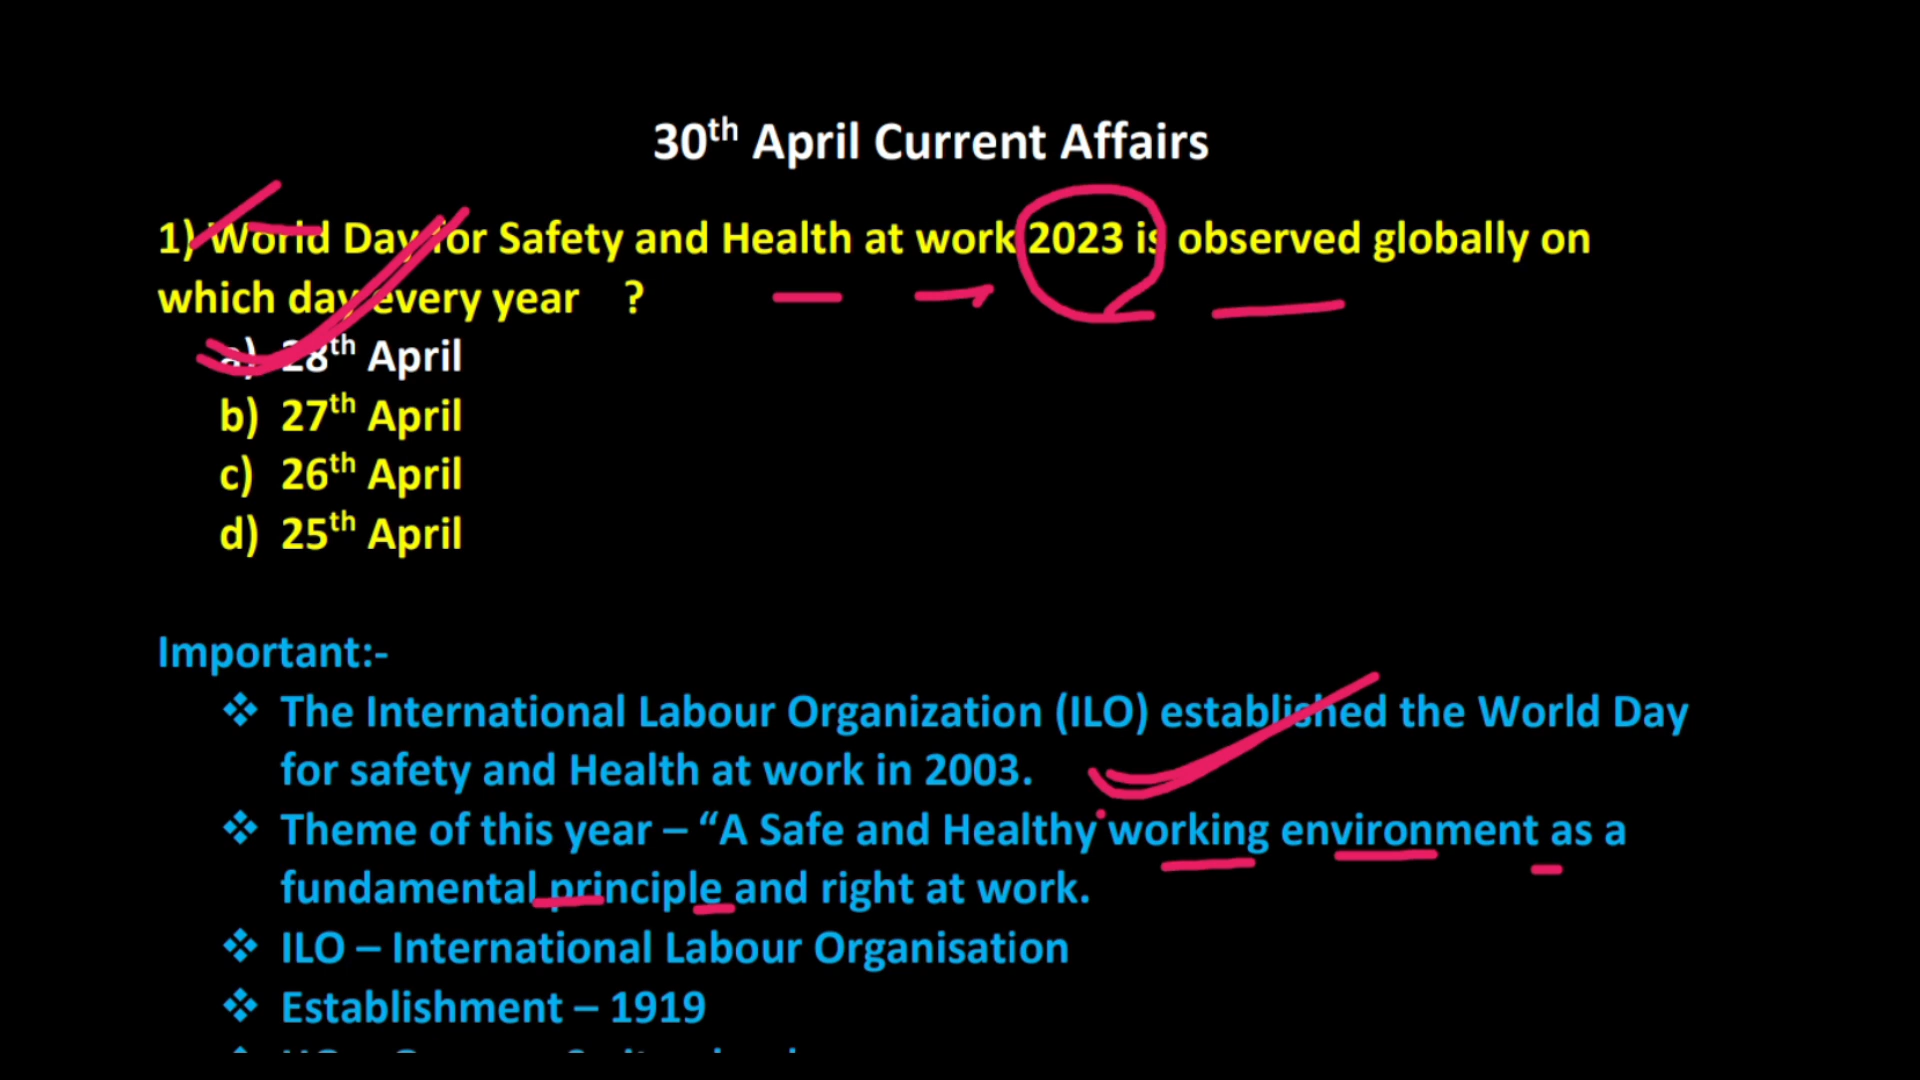 30th April Current Affairs
1) World Day for Safety and Health at work 2023 is observed globally on
which day every year ?
a) 28th April
b) 27th April
c) 26th April
d) 25th April
Important:-
❖ The International Labour Organization (ILO) established the World Day
for safety and Health at work in 2003.
❖ Theme of this year – “A Safe and Healthy working environment as a
fundamental principle and right at work.
❖ ILO – International Labour Organisation
❖ Establishment – 1919